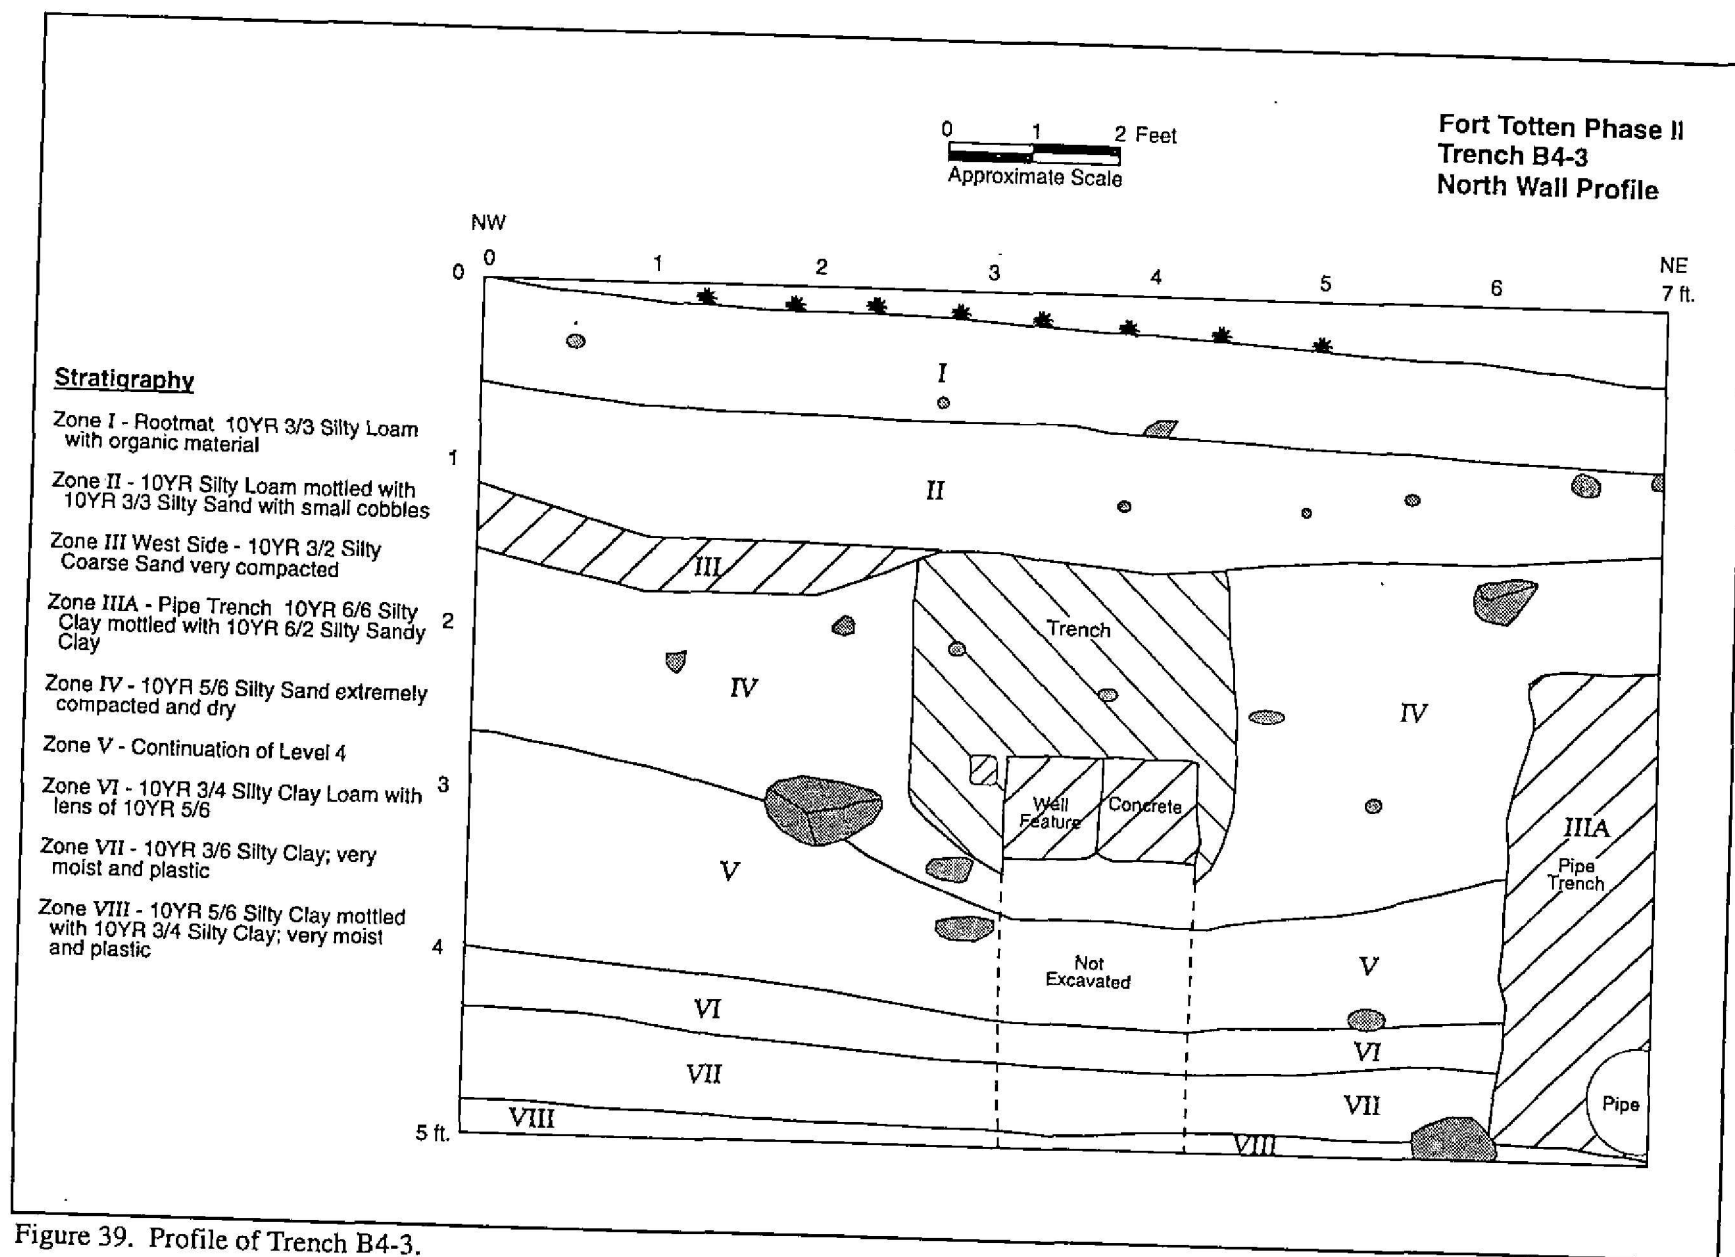 0 1 2 Feet
Approximate Scale
Fort Totten Phase II
Trench B4-3
North Wall Profile
NW
NE
0 0 1 2 3 4 5 6 7 ft.
Stratigraphy
Zone I - Rootmat 10YR 3/3 Silty Loam
with organic material
Zone II - 10YR Silty Loam mottled with
10YR 3/3 Silty Sand with small cobbles
Zone III West Side - 10YR 3/2 Silty
Coarse Sand very compacted
Zone IIIA - Pipe Trench 10YR 6/6 Silty
Clay mottled with 10YR 6/2 Silty Sandy
Clay
Zone IV - 10YR 5/6 Silty Sand extremely
compacted and dry
Zone V - Continuation of Level 4
Zone VI - 10YR 3/4 Silty Clay Loam with
lens of 10YR 5/6
Zone VII - 10YR 3/6 Silty Clay; very
moist and plastic
Zone VIII - 10YR 5/6 Silty Clay mottled
with 10YR 3/4 Silty Clay; very moist
and plastic
1
2
3
4
5 ft.
I
II
III
Trench
IV
IV
Well
Feature
Concrete
IIIA
Pipe
Trench
V
Not
Excavated
V
VI
VI
VII
VII
Pipe
VIII
VIII
Figure 39. Profile of Trench B4-3.